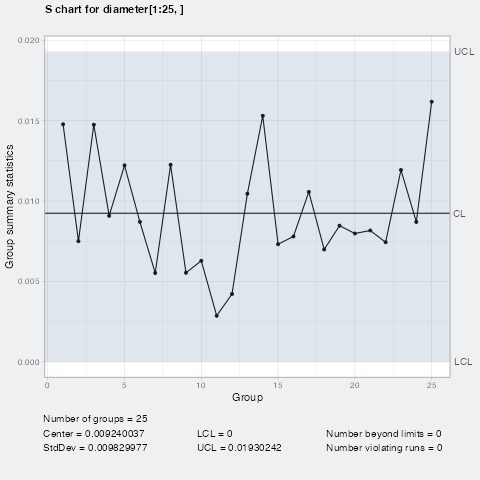 S chart for diameter[1:25, ]
0.020
UCL
0.015
0.010
CL
0.005
0.000
LCL
Group summary statistics
0 5 10 15 20 25
Group
Number of groups = 25
Center = 0.009240037 LCL = 0 Number beyond limits = 0
StdDev = 0.009829977 UCL = 0.01930242 Number violating runs = 0